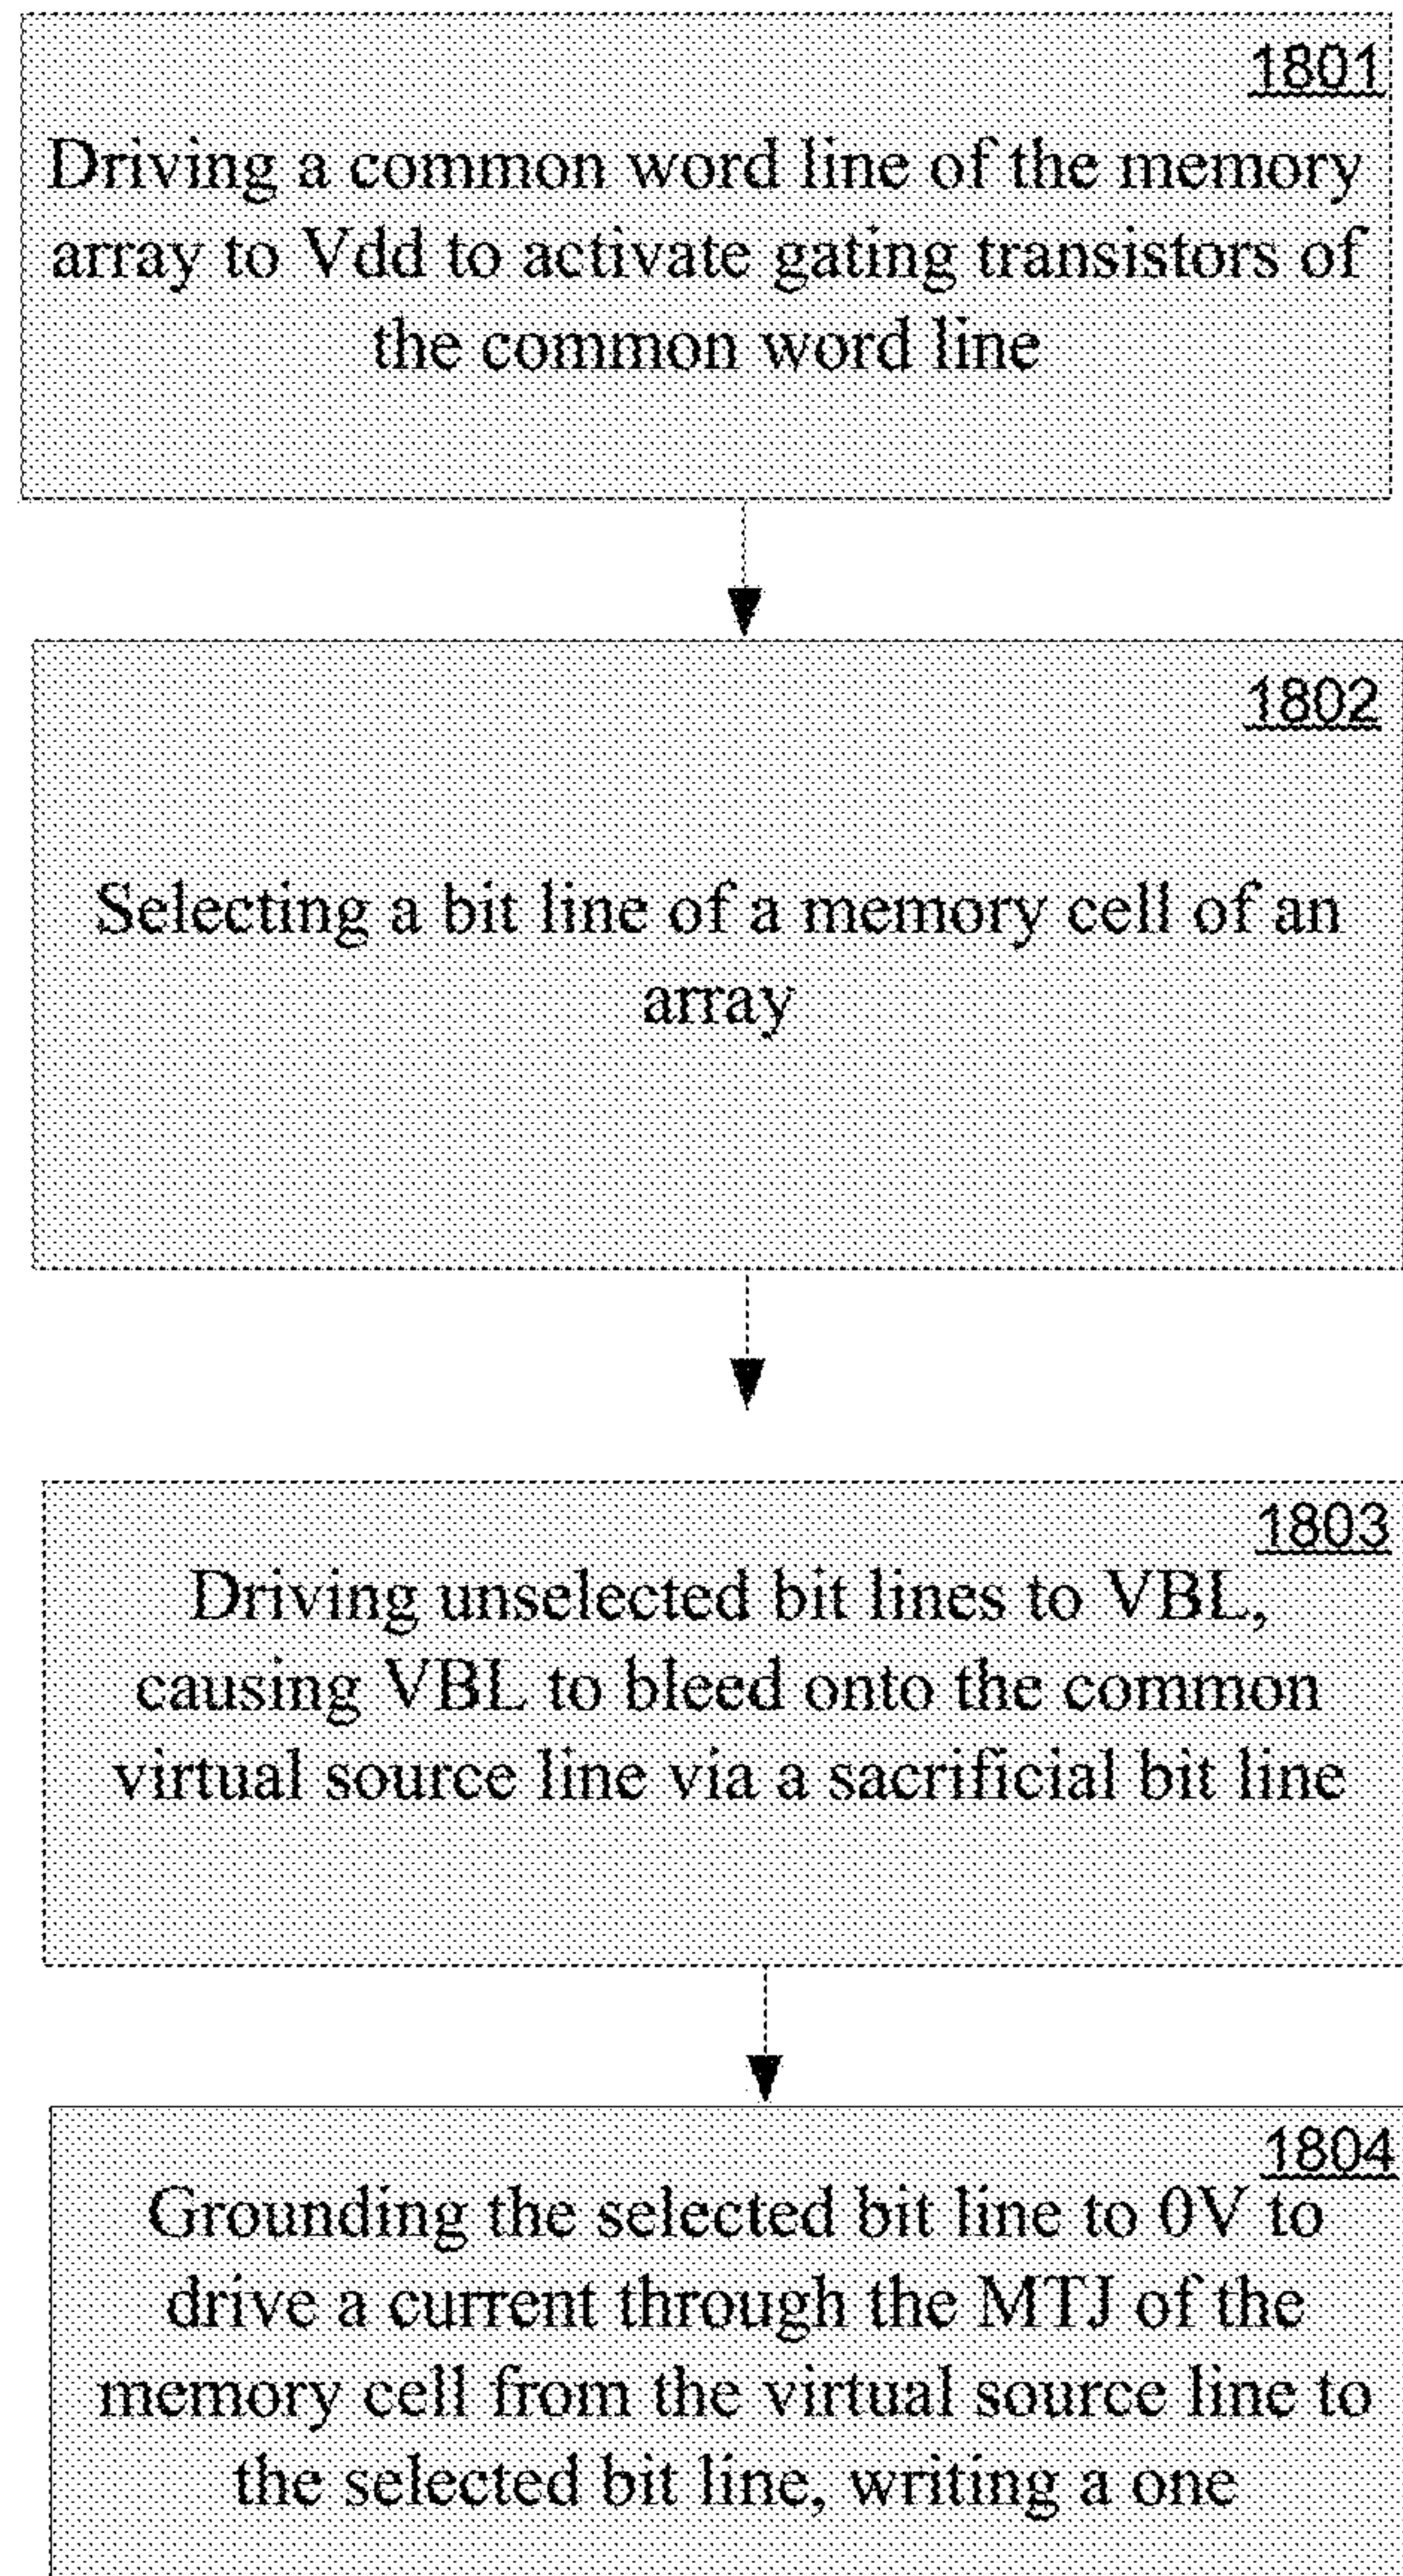 1801
Driving a common word line of the memory
array to Vdd to activate gating transistors of
the common word line
1802
Selecting a bit line of a memory cell of an
array
1803
Driving unselected bit lines to VBL,
causing VBL to bleed onto the common
virtual source line via a sacrificial bit line
1804
Grounding the selected bit line to 0V to
drive a current through the MTJ of the
memory cell from the virtual source line to
the selected bit line, writing a one